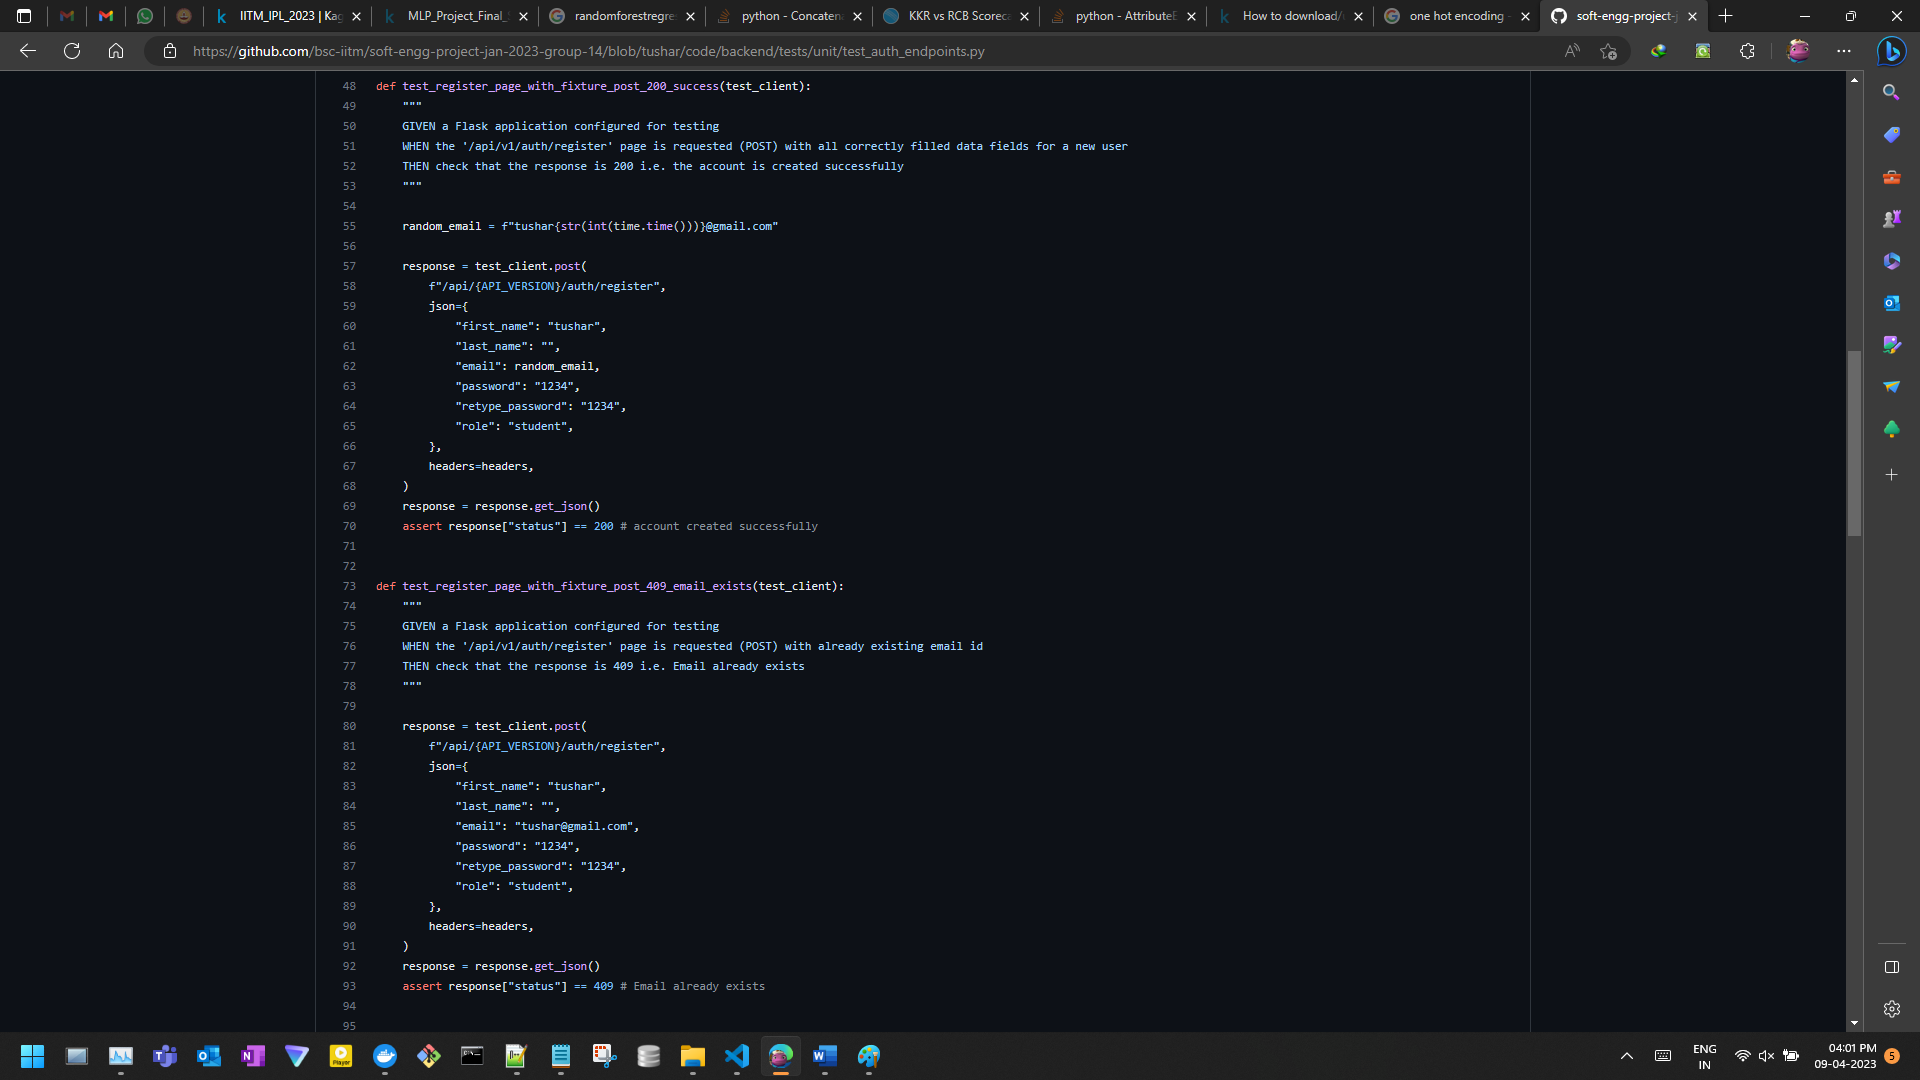 IITM_IPL_2023 | Kag
MLP_Project_Final_S
randomforestregres
python - Concatena
KKR vs RCB Scoreca
python - AttributeE
How to download/v
one hot encoding -
soft-engg-project-j
https://github.com/bsc-iitm/soft-engg-project-jan-2023-group-14/blob/tushar/code/backend/tests/unit/test_auth_endpoints.py
48 def test_register_page_with_fixture_post_200_success(test_client):
49 """
50 GIVEN a Flask application configured for testing
51 WHEN the '/api/v1/auth/register' page is requested (POST) with all correctly filled data fields for a new user
52 THEN check that the response is 200 i.e. the account is created successfully
53 """
54
55 random_email = f"tushar{str(int(time.time()))}@gmail.com"
56
57 response = test_client.post(
58 f"/api/{API_VERSION}/auth/register",
59 json={
60 "first_name": "tushar",
61 "last_name": "",
62 "email": random_email,
63 "password": "1234",
64 "retype_password": "1234",
65 "role": "student",
66 },
67 headers=headers,
68 )
69 response = response.get_json()
70 assert response["status"] == 200 # account created successfully
71
72
73 def test_register_page_with_fixture_post_409_email_exists(test_client):
74 """
75 GIVEN a Flask application configured for testing
76 WHEN the '/api/v1/auth/register' page is requested (POST) with already existing email id
77 THEN check that the response is 409 i.e. Email already exists
78 """
79
80 response = test_client.post(
81 f"/api/{API_VERSION}/auth/register",
82 json={
83 "first_name": "tushar",
84 "last_name": "",
85 "email": "tushar@gmail.com",
86 "password": "1234",
87 "retype_password": "1234",
88 "role": "student",
89 },
90 headers=headers,
91 )
92 response = response.get_json()
93 assert response["status"] == 409 # Email already exists
94
95
ENG
IN
04:01 PM
09-04-2023
5